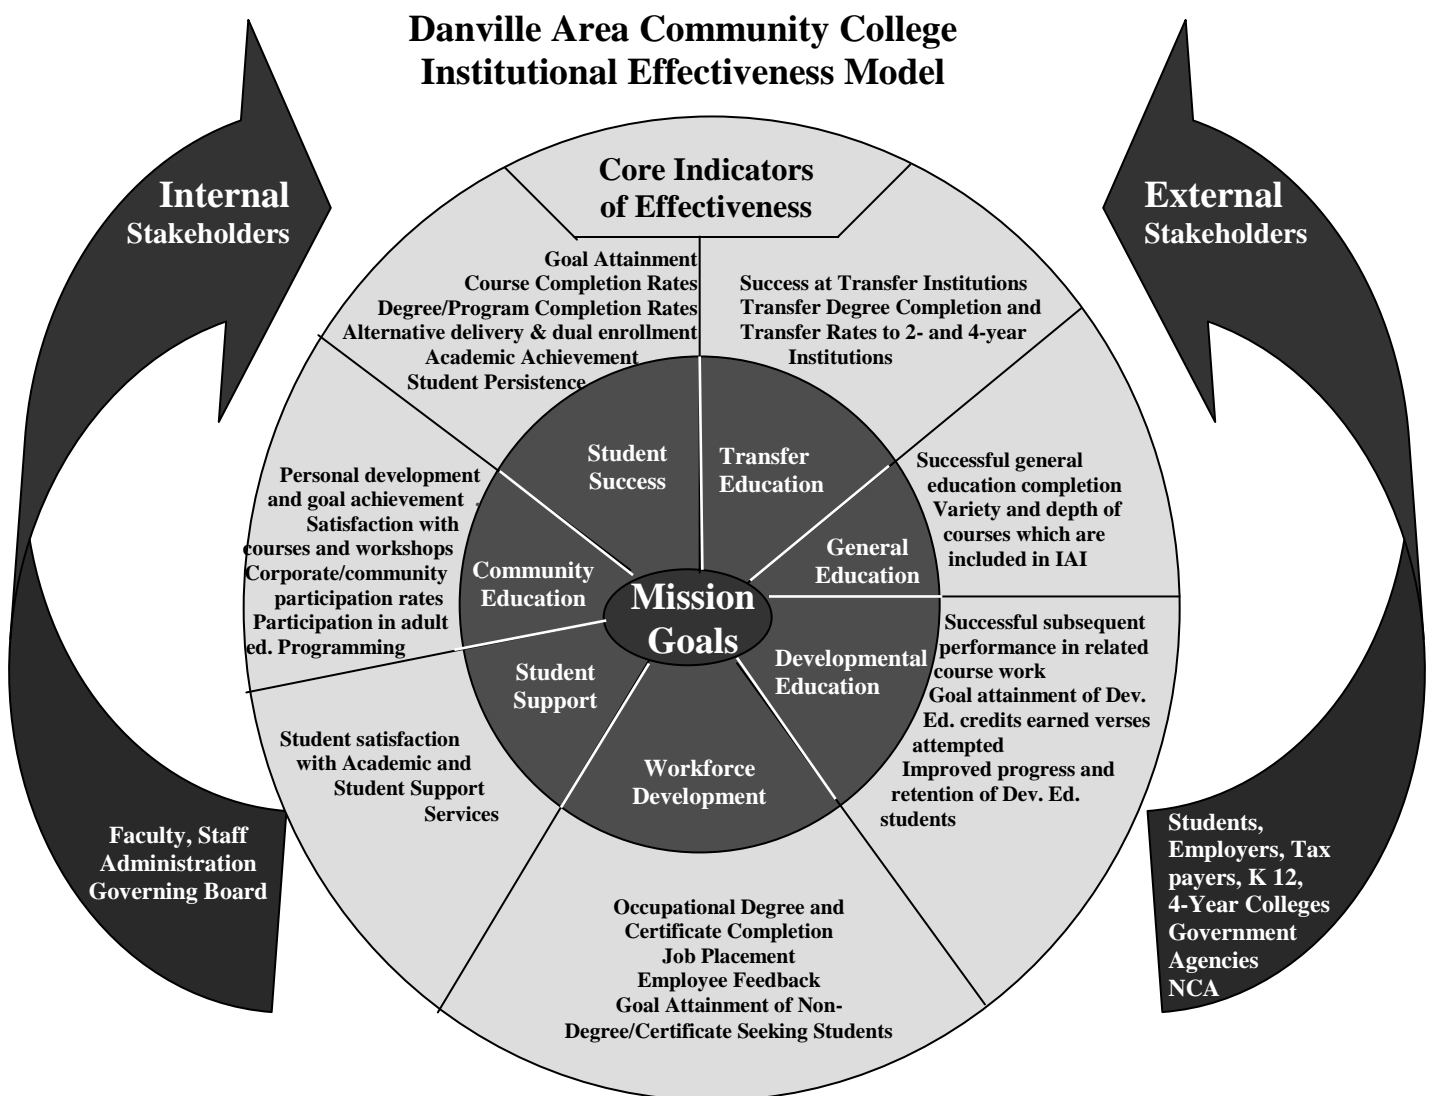 Danville Area Community College
Institutional Effectiveness Model
Internal
Stakeholders
External
Stakeholders
Core Indicators
of Effectiveness
Goal Attainment
Course Completion Rates
Degree/Program Completion Rates
Alternative delivery & dual enrollment
Academic Achievement
Student Persistence
Success at Transfer Institutions
Transfer Degree Completion and
Transfer Rates to 2- and 4-year
Institutions
Successful general
education completion
Variety and depth of
courses which are
included in IAI
Successful subsequent
performance in related
course work
Goal attainment of Dev.
Ed. credits earned verses
attempted
Improved progress and
retention of Dev. Ed.
students
Occupational Degree and
Certificate Completion
Job Placement
Employee Feedback
Goal Attainment of Non-
Degree/Certificate Seeking Students
Student satisfaction
with Academic and
Student Support
Services
Personal development
and goal achievement .
Satisfaction with
courses and workshops
Corporate/community
participation rates
Participation in adult
ed. Programming
Student
Success
Transfer
Education
General
Education
Developmental
Education
Workforce
Development
Student
Support
Community
Education
Mission
Goals
Faculty, Staff
Administration
Governing Board
Students,
Employers, Tax
payers, K 12,
4-Year Colleges
Government
Agencies
NCA